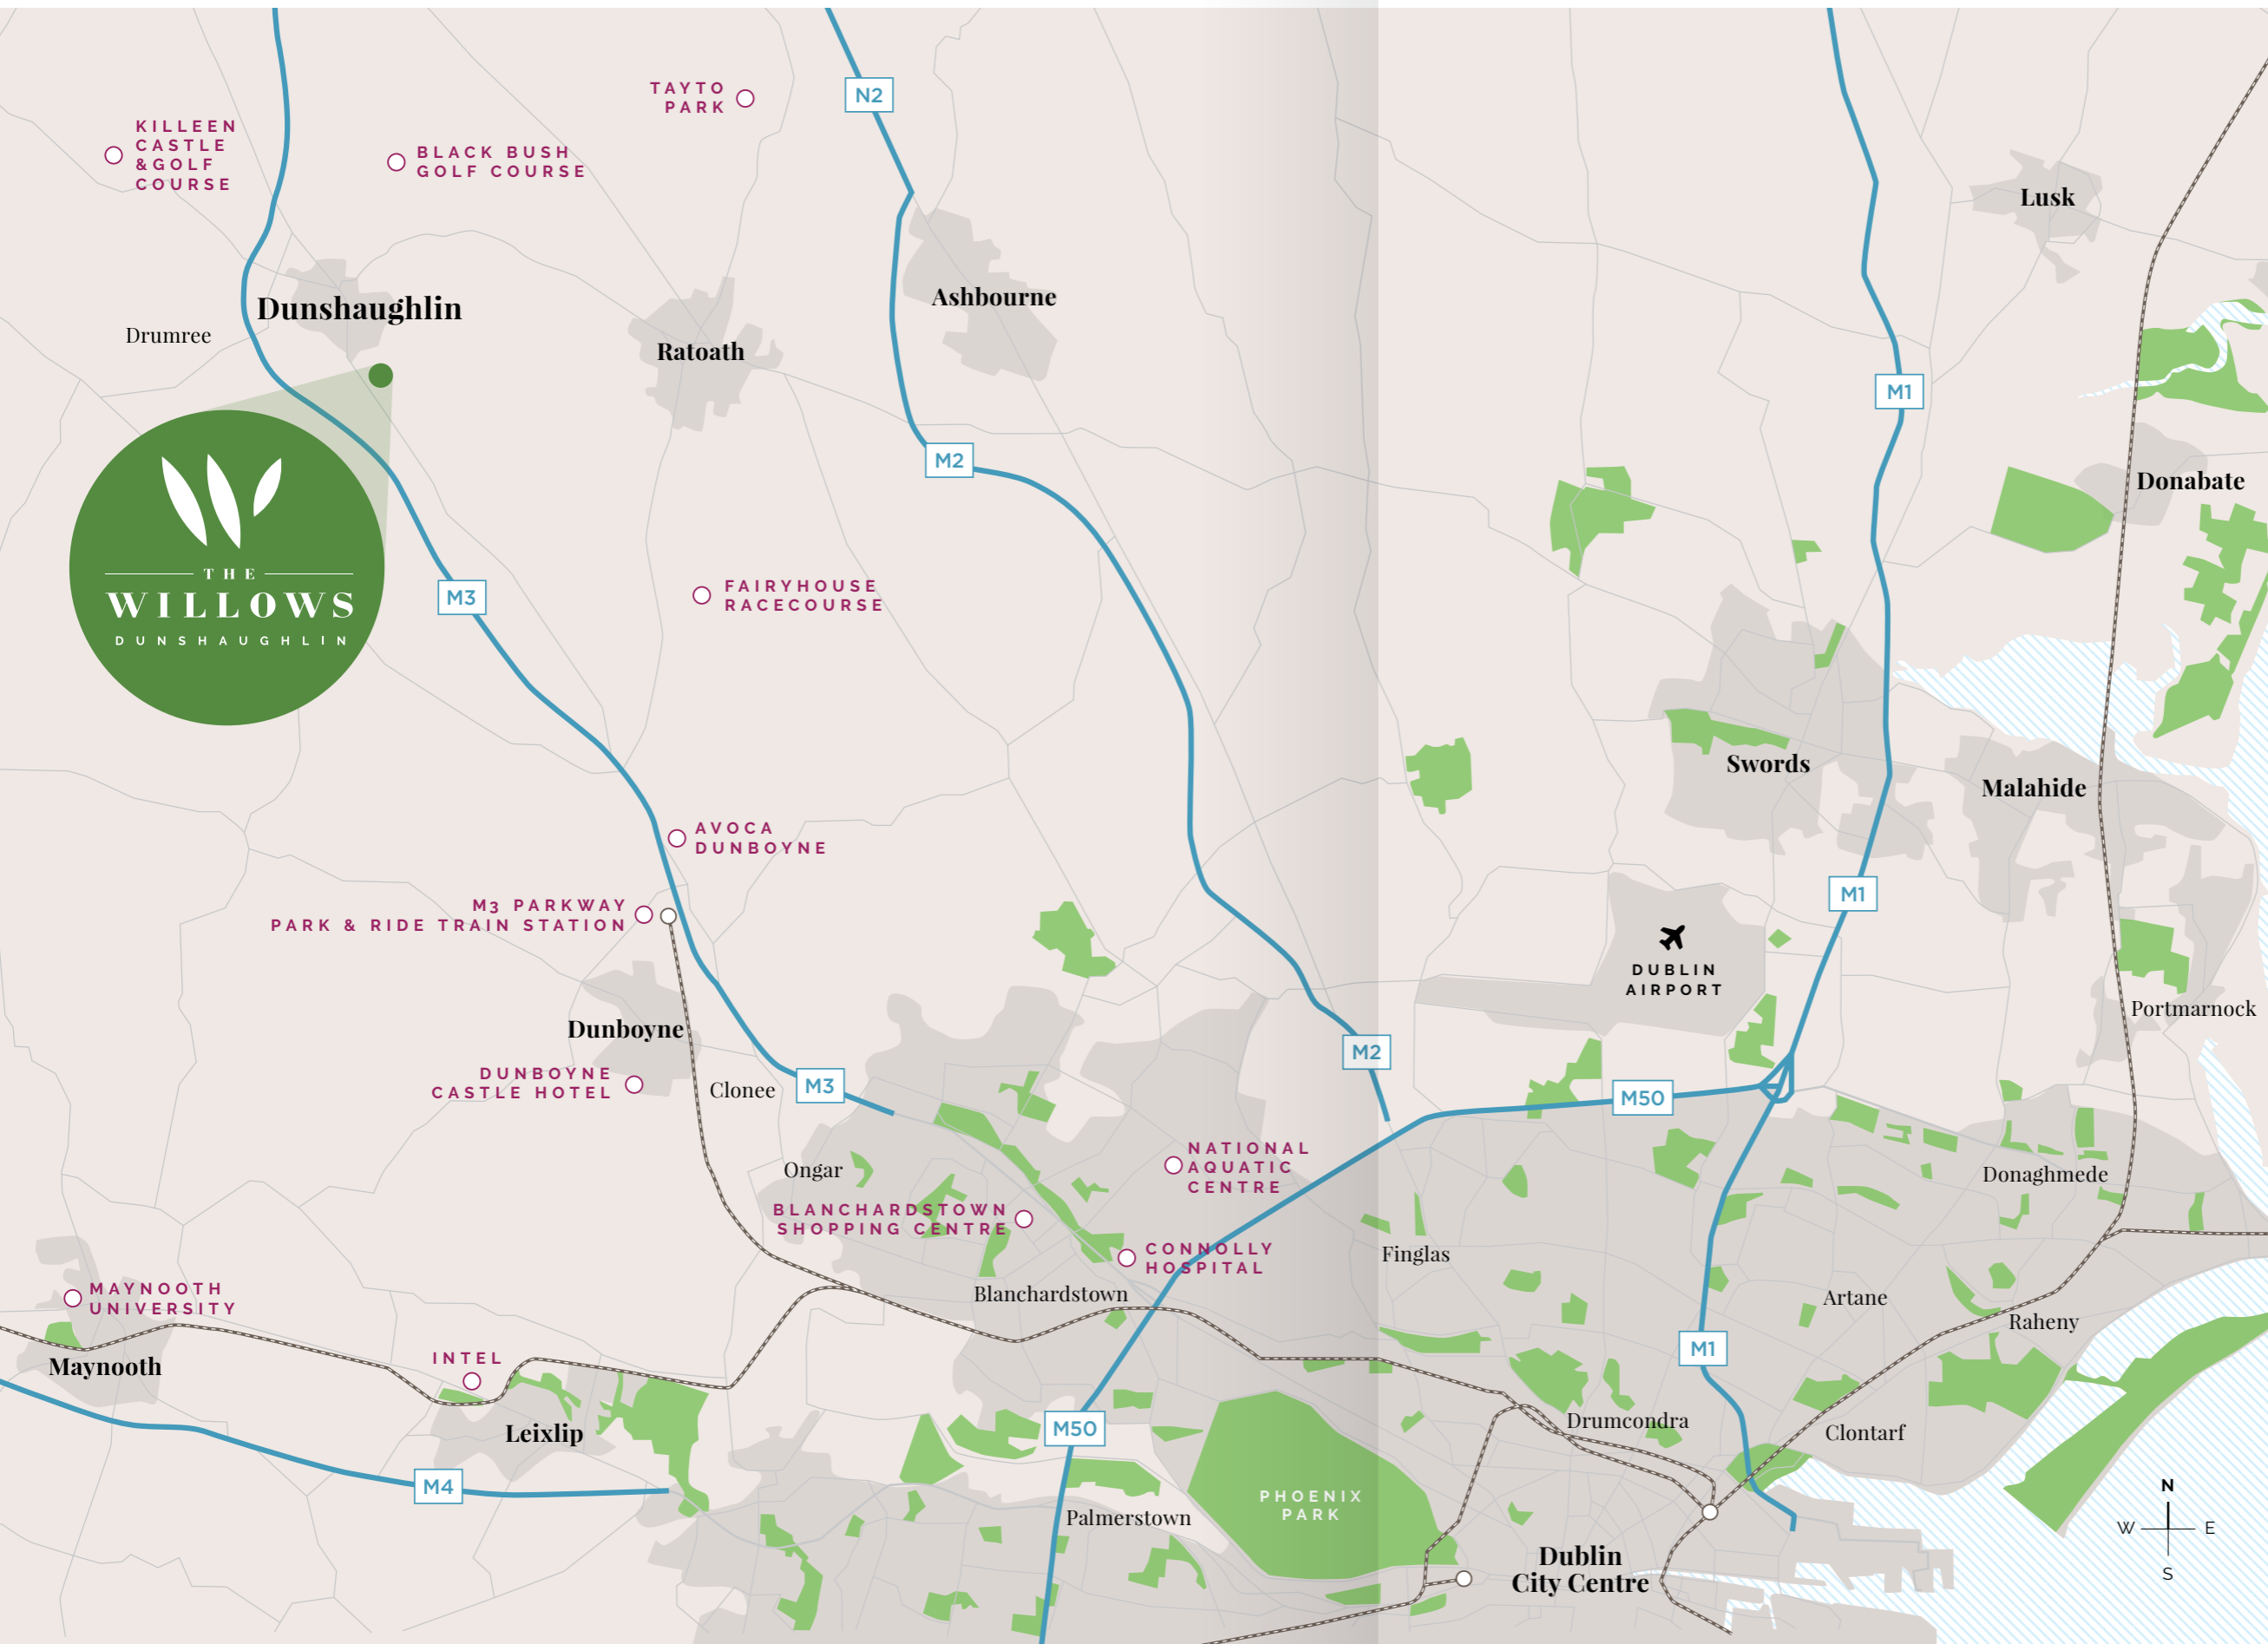 N2
TAYTO
PARK
KILLEEN
CASTLE
&GOLF
COURSE
BLACK BUSH
GOLF COURSE
Lusk
Dunshaughlin
Ashbourne
Drumree
Ratoath
M1
M2
Donabate
THE
WILLOWS
DUNSHAUGHLIN
M3
FAIRYHOUSE
RACECOURSE
Swords
Malahide
AVOCA
DUNBOYNE
M1
M3 PARKWAY
PARK & RIDE TRAIN STATION
DUBLIN
AIRPORT
Portmarnock
Dunboyne
M2
DUNBOYNE
CASTLE HOTEL
Clonee
M3
M50
NATIONAL
AQUATIC
CENTRE
Ongar
Donaghmede
BLANCHARDSTOWN
SHOPPING CENTRE
CONNOLLY
HOSPITAL
Finglas
Blanchardstown
Artane
MAYNOOTH
UNIVERSITY
Raheny
M1
Maynooth
INTEL
Leixlip
M50
Drumcondra
Clontarf
M4
PHOENIX
PARK
Palmerstown
Dublin
City Centre
N
W
E
S